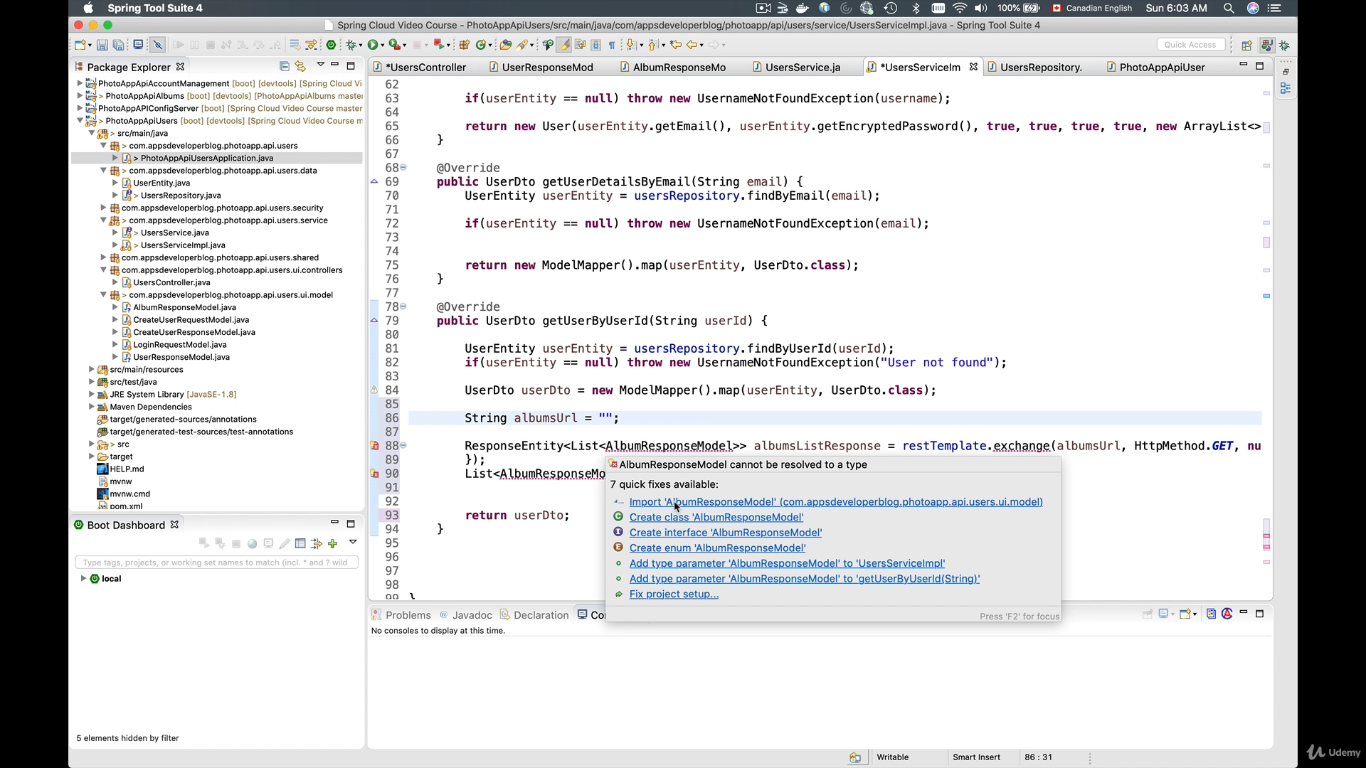 Spring Tool Suite 4
100%
Canadian English
Sun 6:03 AM
Spring Cloud Video Course - PhotoAppApiUsers/src/main/java/com/appsdeveloperblog/photoapp/api/users/service/UsersServiceImpl.java - Spring Tool Suite 4
Quick Access
Package Explorer
PhotoAppApiAccountManagement [boot] [devtools] (Spring Cloud Vid
> PhotoAppApiAlbums [boot] [devtools] (Spring Cloud Video Course maste
PhotoAppAPIConfigServer (Spring Cloud Video Course master
> PhotoAppApiUsers [boot] [devtools] (Spring Cloud Video Course m
> src/main/java
> com.appsdeveloperblog.photoapp.api.users
> PhotoAppApiUsersApplication.java
> com.appsdeveloperblog.photoapp.api.users.data
UserEntity.java
> UsersRepository.java
> com.appsdeveloperblog.photoapp.api.users.security
> com.appsdeveloperblog.photoapp.api.users.service
> UsersService.java
> UsersServiceImpl.java
> com.appsdeveloperblog.photoapp.api.users.shared
> com.appsdeveloperblog.photoapp.api.users.ui.controllers
UsersController.java
> com.appsdeveloperblog.photoapp.api.users.ui.model
AlbumResponseModel.java
CreateUserRequestModel.java
CreateUserResponseModel.java
LoginRequestModel.java
UserResponseModel.java
src/main/resources
src/test/java
JRE System Library [JavaSE-1.8]
Maven Dependencies
target/generated-sources/annotations
target/generated-test-sources/test-annotations
> src
target
HELP.md
mvnw
mvnw.cmd
pom.xml
*UsersController
UserResponseMod
AlbumResponseMo
UsersService.ja
*UsersServiceIm
UsersRepository.
PhotoAppApiUser
62
63 if(userEntity == null) throw new UsernameNotFoundException(username);
64
65 return new User(userEntity.getEmail(), userEntity.getEncryptedPassword(), true, true, true, true, new ArrayList<>
66 }
67
68 @Override
69 public UserDto getUserDetailsByEmail(String email) {
70 UserEntity userEntity = usersRepository.findByEmail(email);
71
72 if(userEntity == null) throw new UsernameNotFoundException(email);
73
74
75 return new ModelMapper().map(userEntity, UserDto.class);
76 }
77
78 @Override
79 public UserDto getUserByUserId(String userId) {
80
81 UserEntity userEntity = usersRepository.findByUserId(userId);
82 if(userEntity == null) throw new UsernameNotFoundException("User not found");
84 UserDto userDto = new ModelMapper().map(userEntity, UserDto.class);
85
86 String albumsUrl = "";
87
88 ResponseEntity<List<AlbumResponseModel>> albumsListResponse = restTemplate.exchange(albumsUrl, HttpMethod.GET, nu
89 });
90 List<AlbumResponseMo
91
92
93 return userDto;
94 }
95
96
97
98
99 }
AlbumResponseModel cannot be resolved to a type
7 quick fixes available:
Import 'AlbumResponseModel' (com.appsdeveloperblog.photoapp.api.users.ui.model)
Create class 'AlbumResponseModel'
Create interface 'AlbumResponseModel'
Create enum 'AlbumResponseModel'
Add type parameter 'AlbumResponseModel' to 'UsersServiceImpl'
Add type parameter 'AlbumResponseModel' to 'getUserByUserId(String)'
Fix project setup...
Press 'F2' for focus
Boot Dashboard
Type tags, projects, or working set names to match (incl. * and ? wild
local
5 elements hidden by filter
Problems
Javadoc
Declaration
Co
No consoles to display at this time.
Writable
Smart Insert
86 : 31
Udemy